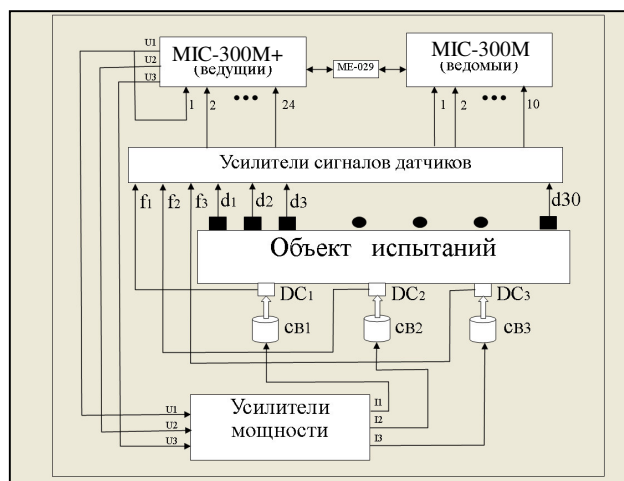 U1
U2
U3
MIC-300M+
(ведущии)
ME-029
MIC-300M
(ведомыи)
1 2 ••• 24
1 2 ••• 10
Усилители сигналов датчиков
f1 f2 f3 d1 d2 d3 d30
Объект испытаний
DC1 DC2 DC3
св1 св2 св3
Усилители
мощности
U1
U2
U3
I1
I2
I3